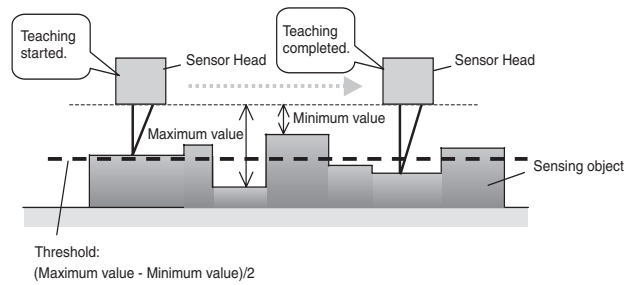 Teaching
started.
Sensor Head
Teaching
completed.
Sensor Head
Maximum value
Minimum value
Sensing object
Threshold:
(Maximum value - Minimum value)/2